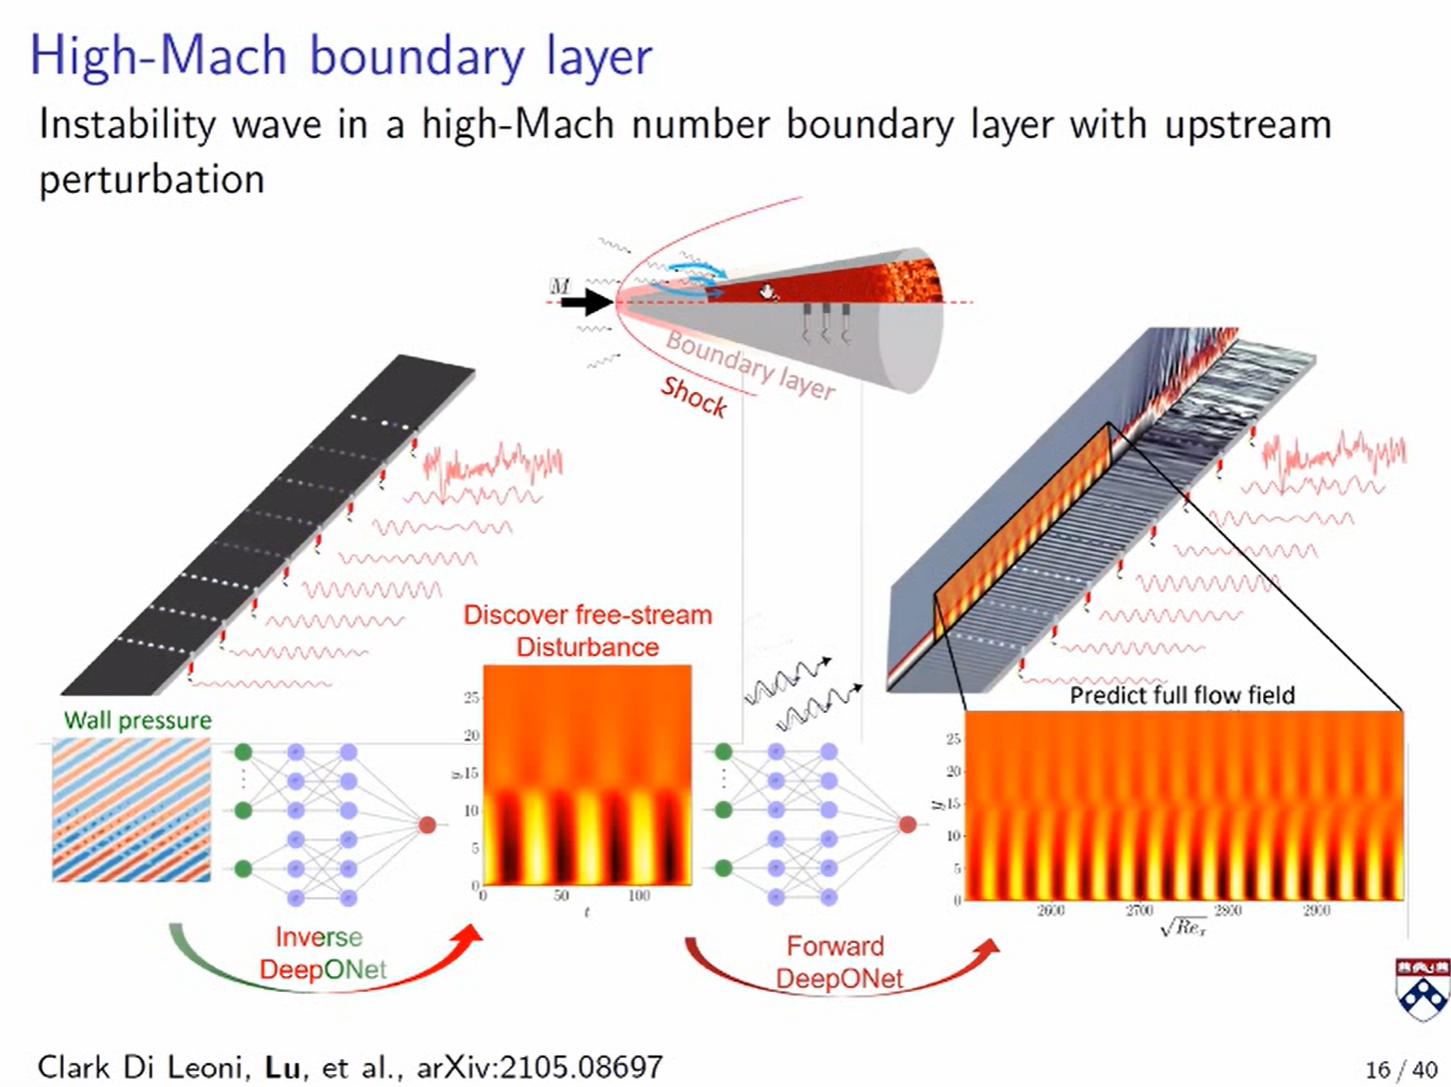 High-Mach boundary layer
Instability wave in a high-Mach number boundary layer with upstream
perturbation
M
Boundary layer
Shock
Discover free-stream
Disturbance
Wall pressure
Predict full flow field
25
20
15
10
5
0
y
0 50 100
t
25
20
15
10
5
0
y
2600 2700 2800 2900
√Reₓ
Inverse
DeepONet
Forward
DeepONet
Clark Di Leoni, Lu, et al., arXiv:2105.08697
16 / 40